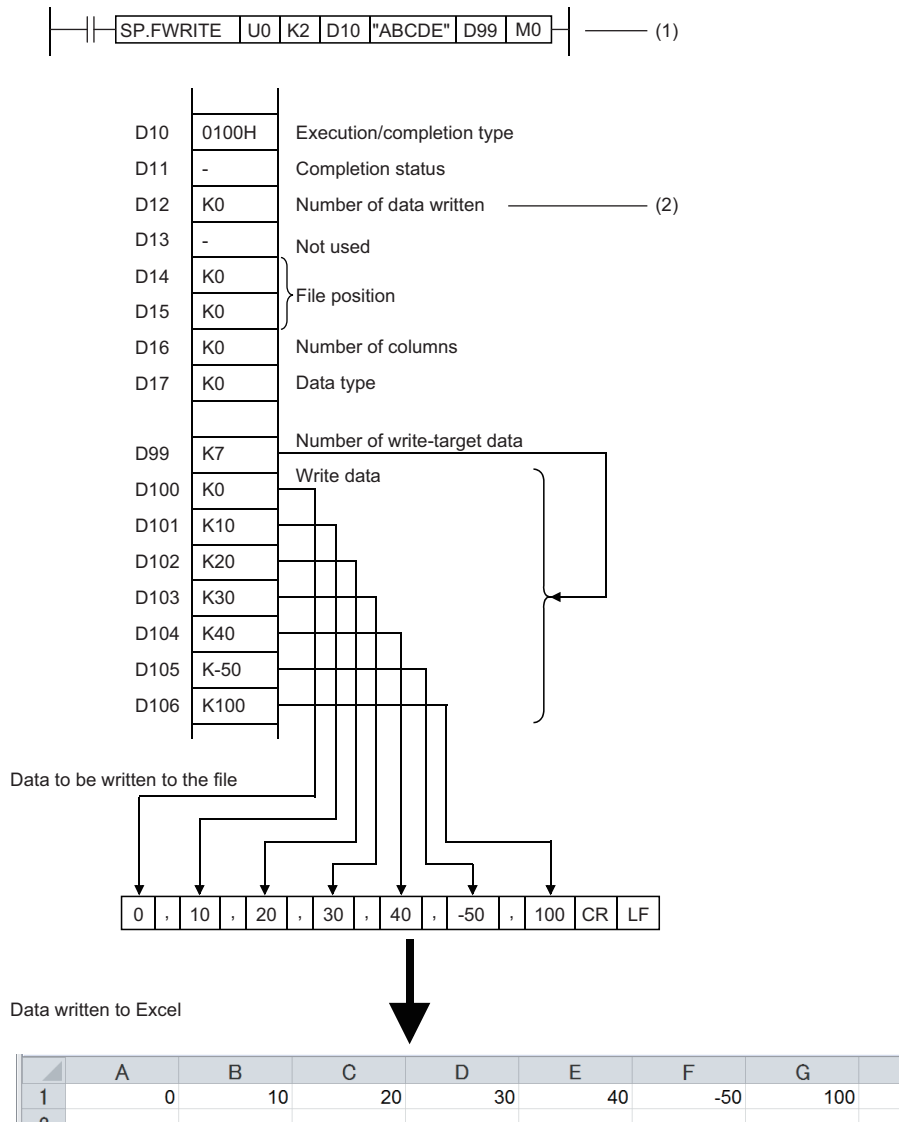 SP.FWRITE U0 K2 D10 "ABCDE" D99 M0 (1)
D10 0100H Execution/completion type
D11 - Completion status
D12 K0 Number of data written (2)
D13 - Not used
D14 K0
File position
D15 K0
D16 K0 Number of columns
D17 K0 Data type
Number of write-target data
D99 K7
Write data
D100 K0
D101 K10
D102 K20
D103 K30
D104 K40
D105 K-50
D106 K100
Data to be written to the file
0 , 10 , 20 , 30 , 40 , -50 , 100 CR LF
Data written to Excel
A B C D E F G
1 0 10 20 30 40 -50 100